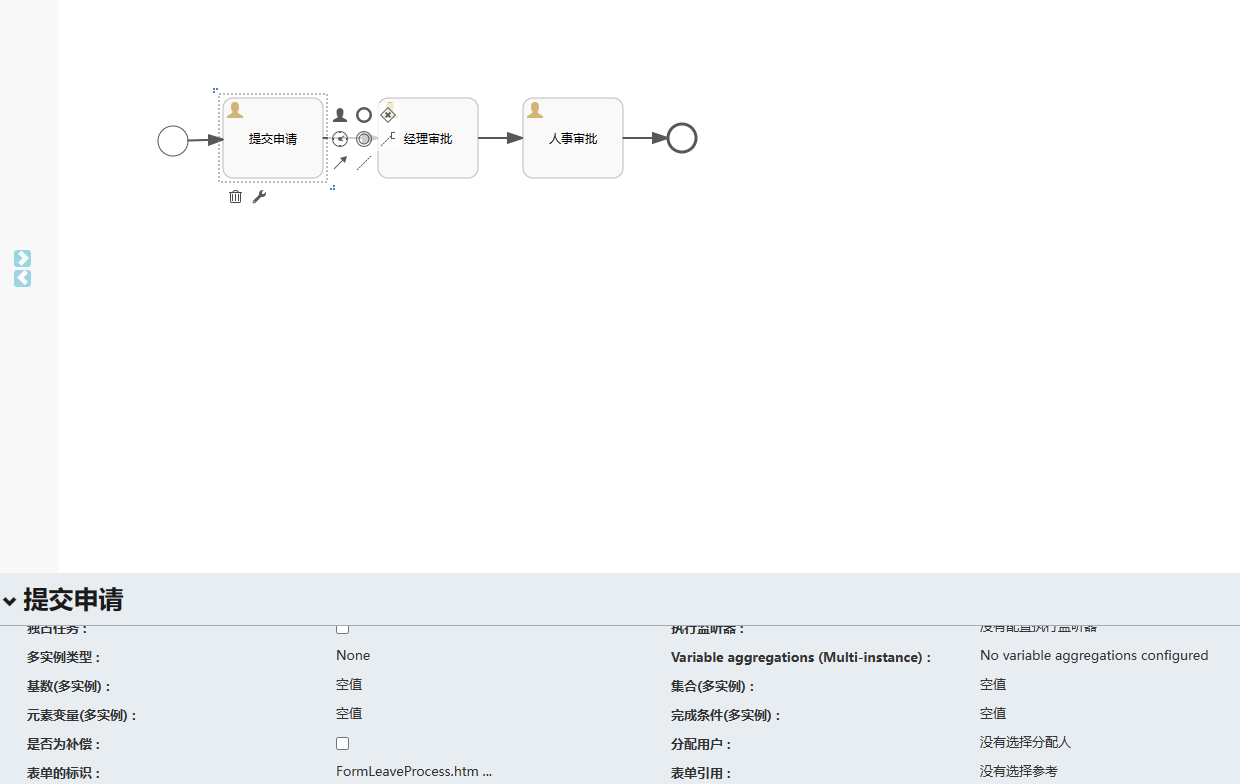 提交申请
经理审批
人事审批
提交申请
独占任务 :
执行监听器 :
没有配置执行监听器
多实例类型 :
None
Variable aggregations (Multi-instance) :
No variable aggregations configured
基数(多实例) :
空值
集合(多实例) :
空值
元素变量(多实例) :
空值
完成条件(多实例) :
空值
是否为补偿 :
分配用户 :
没有选择分配人
表单的标识 :
FormLeaveProcess.htm ...
表单引用 :
没有选择参考